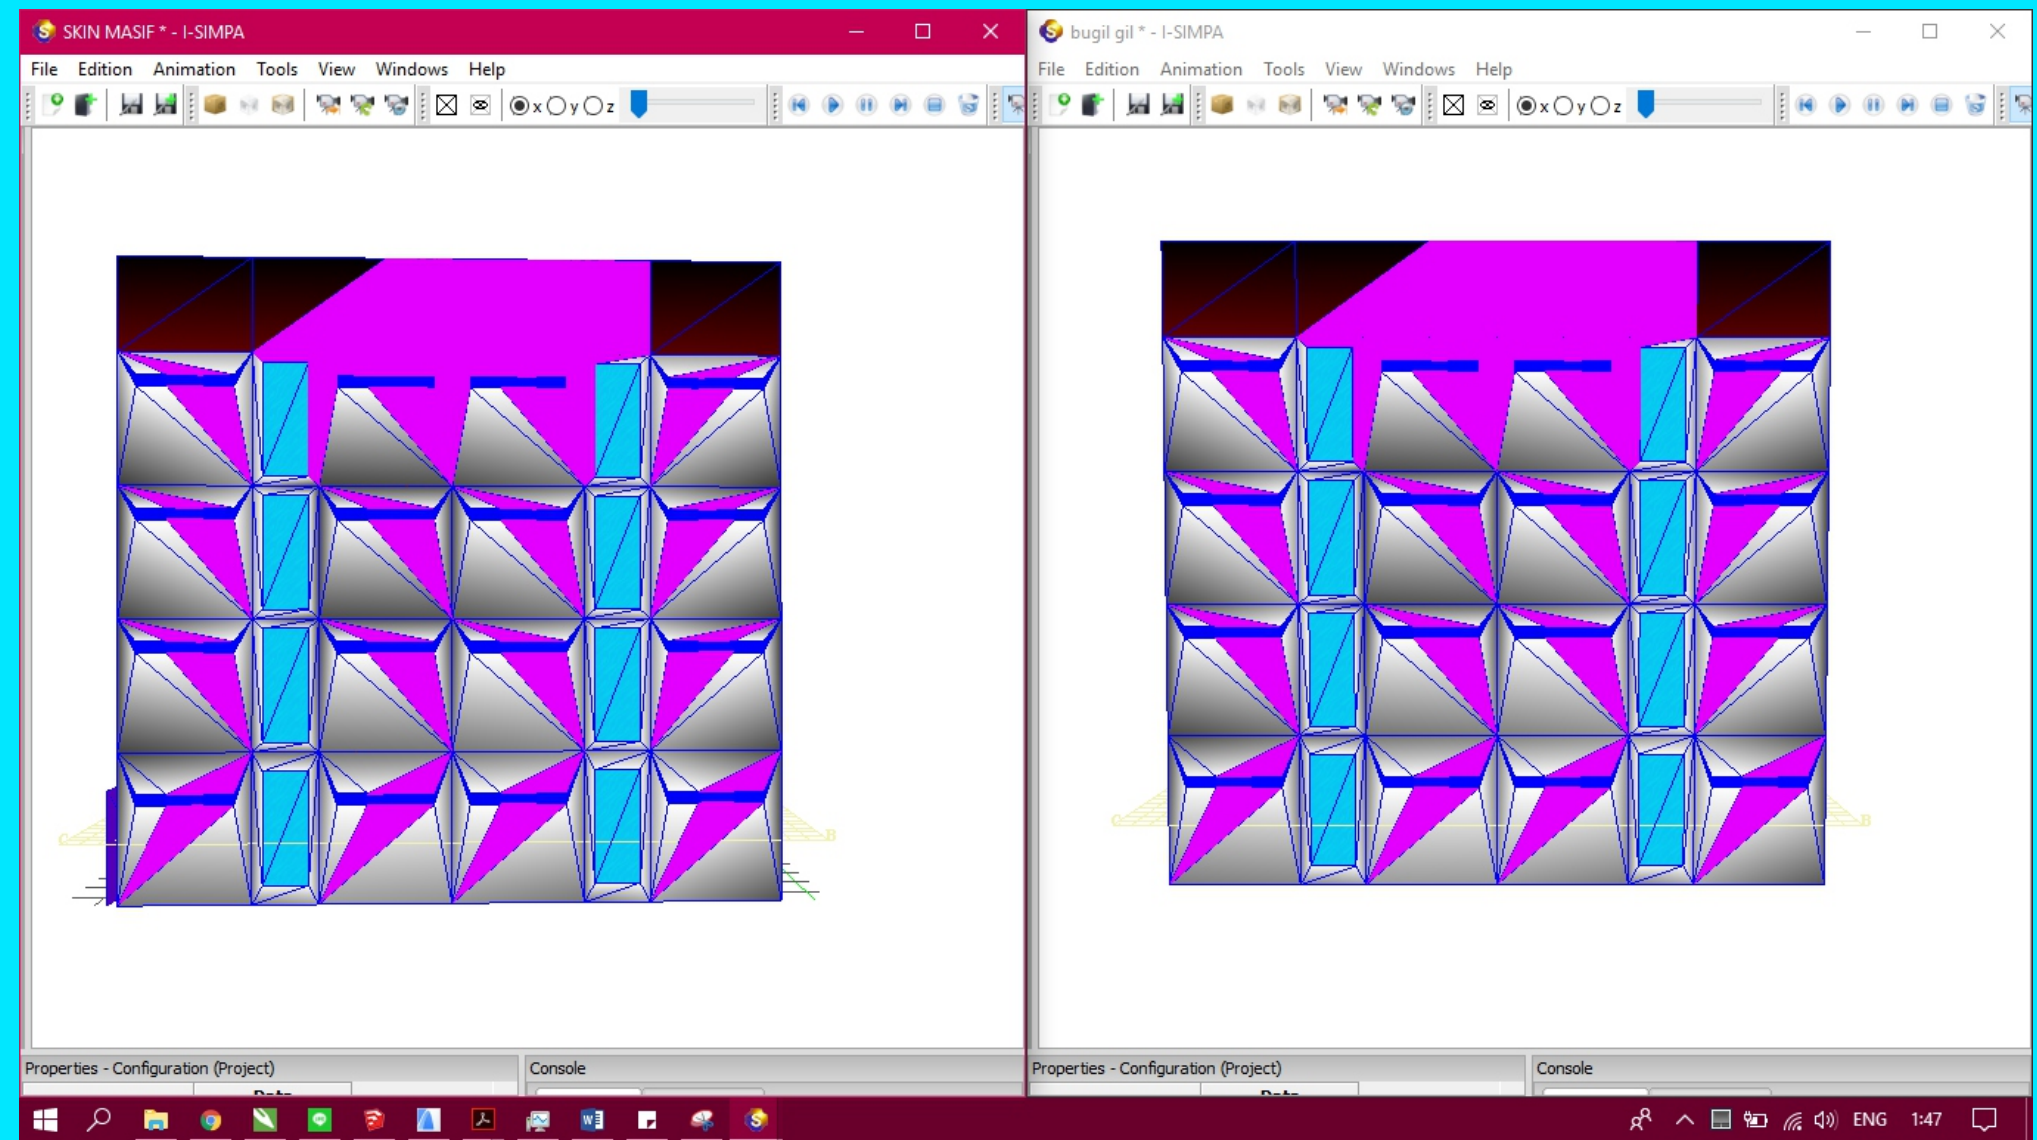 SKIN MASIF * - I-SIMPA
File Edition Animation Tools View Windows Help
x y z
C
B
Properties - Configuration (Project)
Console
bugil gil * - I-SIMPA
File Edition Animation Tools View Windows Help
x y z
C
B
Properties - Configuration (Project)
Console
ENG 1:47